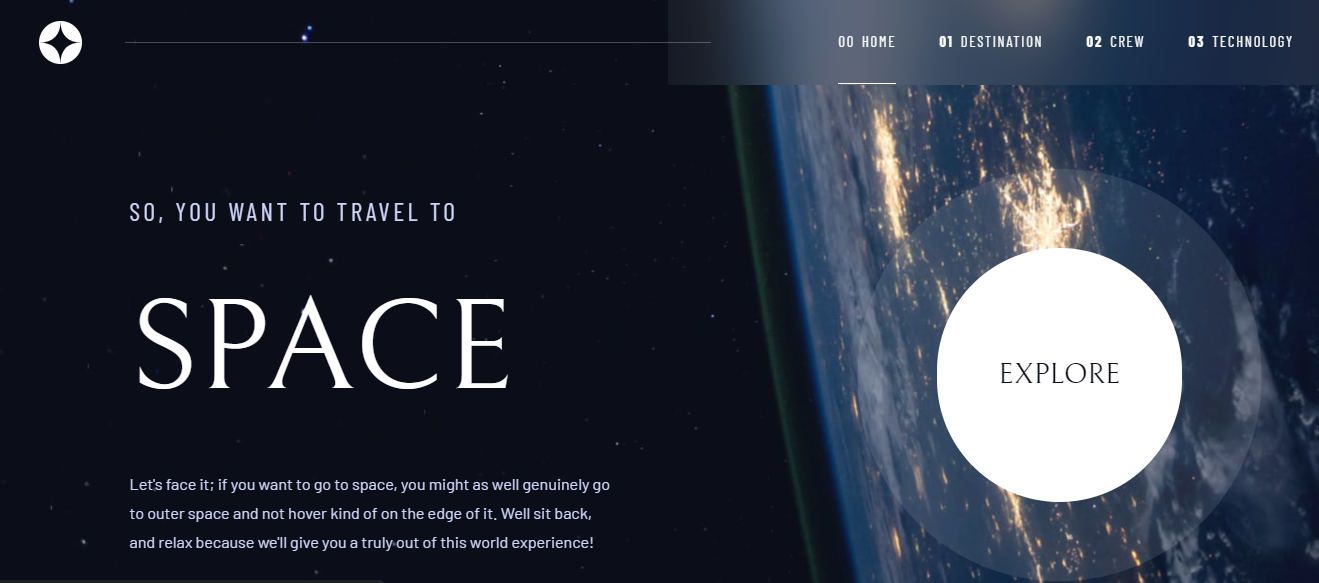 00 HOME 01 DESTINATION 02 CREW 03 TECHNOLOGY
SO, YOU WANT TO TRAVEL TO
SPACE
EXPLORE
Let's face it; if you want to go to space, you might as well genuinely go
to outer space and not hover kind of on the edge of it. Well sit back,
and relax because we'll give you a truly out of this world experience!